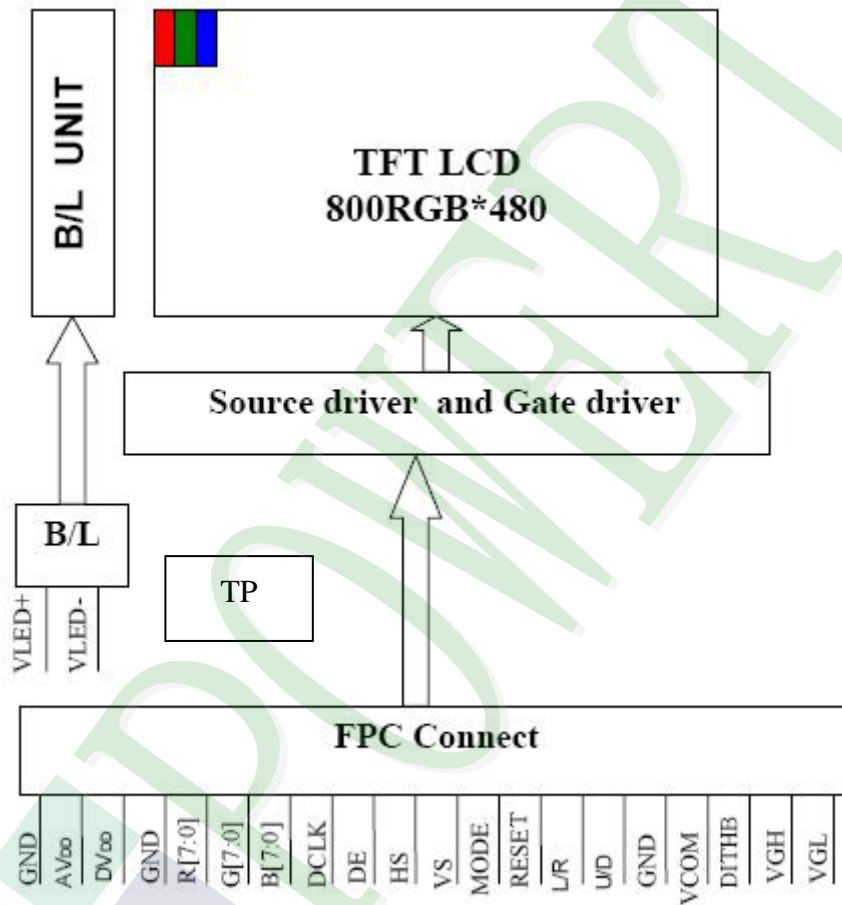 B/L UNIT
TFT LCD
800RGB*480
Source driver and Gate driver
B/L
TP
VLED+
VLED-
FPC Connect
GND
AVDD
DVDD
GND
R[7:0]
G[7:0]
B[7:0]
DCLK
DE
HS
VS
MODE
RESET
L/R
U/D
GND
VCOM
DITHB
VGH
VGL
POWERT